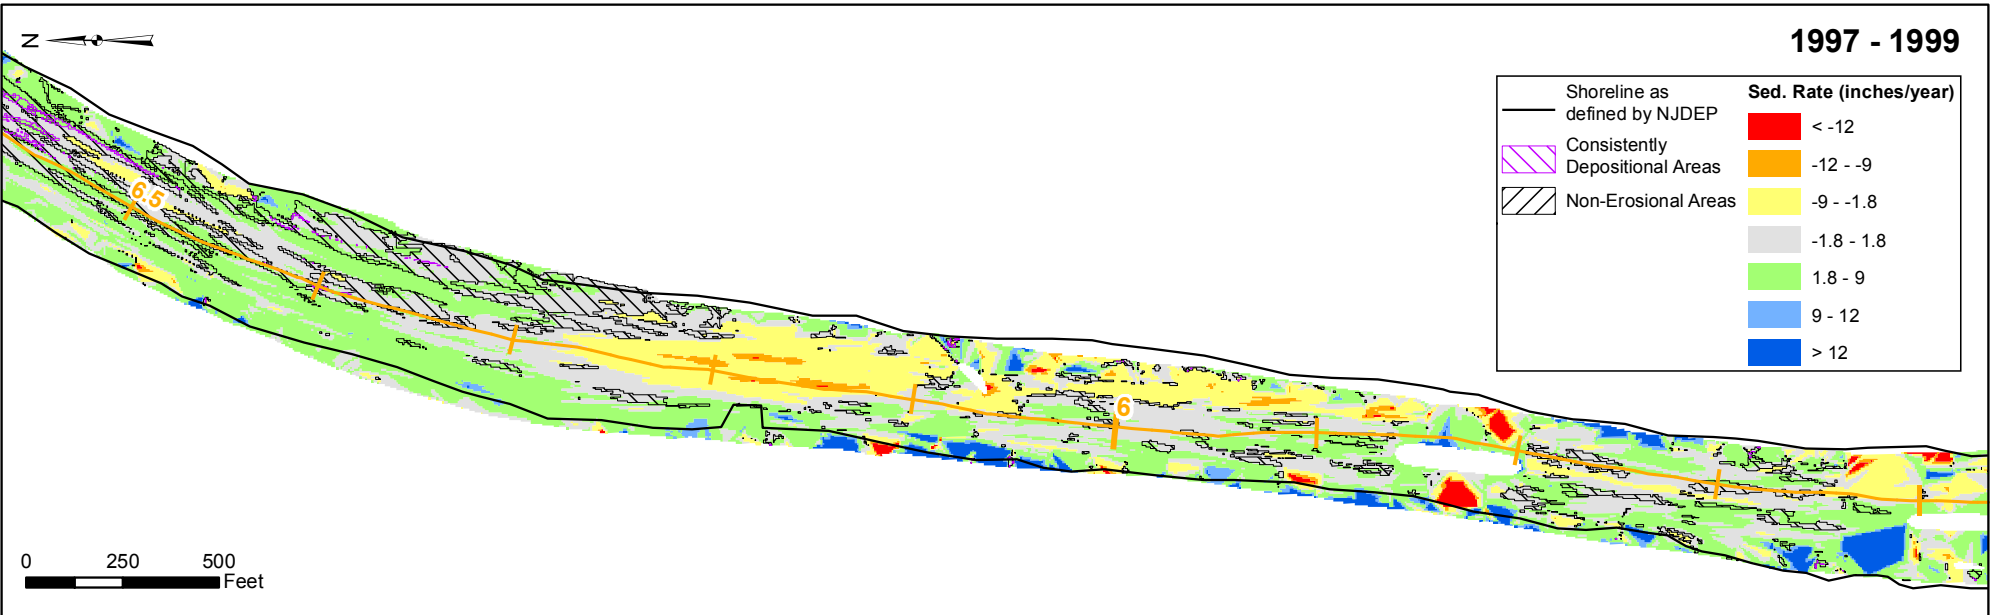 N
1997 - 1999
Shoreline as
defined by NJDEP
Consistently
Depositional Areas
Non-Erosional Areas
Sed. Rate (inches/year)
< -12
-12 - -9
-9 - -1.8
-1.8 - 1.8
1.8 - 9
9 - 12
> 12
6.5
6
0 250 500
Feet